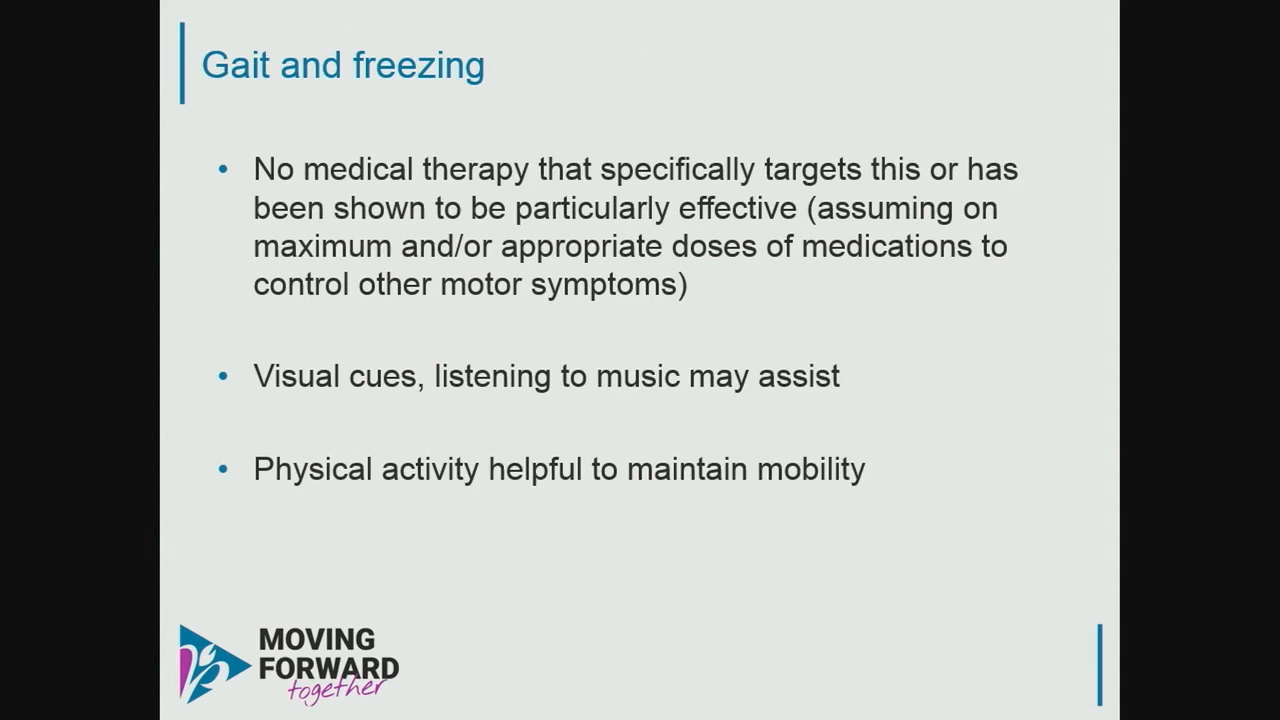 Gait and freezing
• No medical therapy that specifically targets this or has
been shown to be particularly effective (assuming on
maximum and/or appropriate doses of medications to
control other motor symptoms)
• Visual cues, listening to music may assist
• Physical activity helpful to maintain mobility
MOVING
FORWARD
together